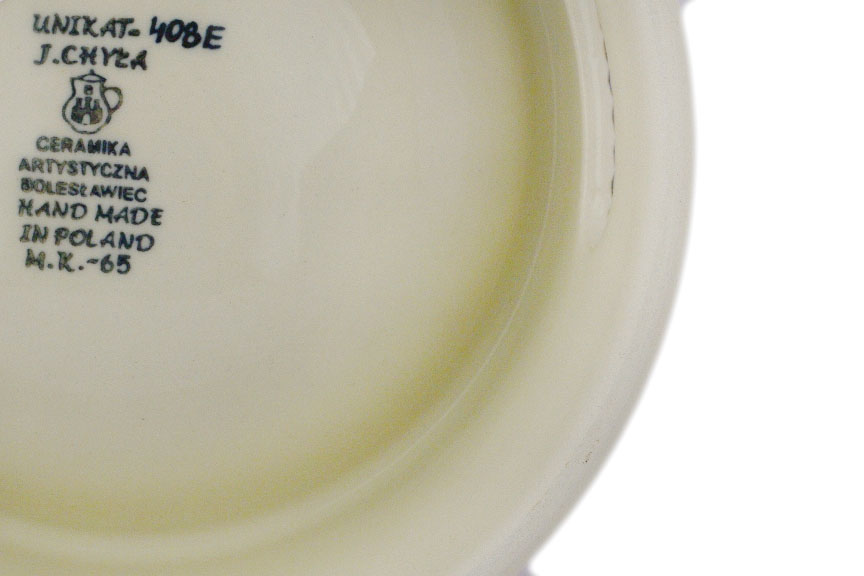 UNIKAT- 408E
J. CHYŁA
CERAMIKA
ARTYSTYCZNA
BOLESŁAWIEC
HAND MADE
IN POLAND
M.K.-65